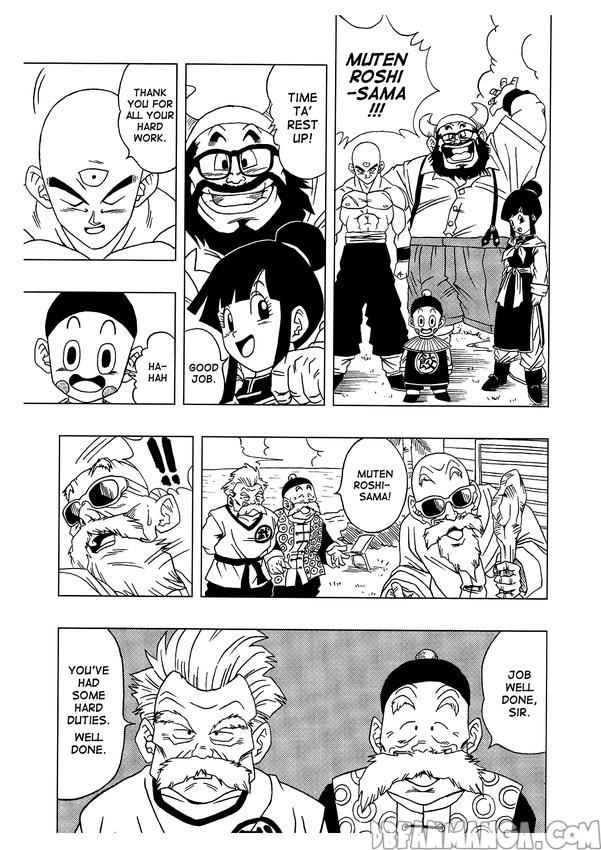 MUTEN
ROSHI
-SAMA
!!!
TIME
TA'
REST
UP!
GOOD
JOB.
THANK
YOU FOR
ALL YOUR
HARD
WORK.
HA-
HAH
MUTEN
ROSHI-
SAMA!
!!
JOB
WELL
DONE,
SIR.
YOU'VE
HAD
SOME
HARD
DUTIES.
WELL
DONE.
DBFANMANGA.COM